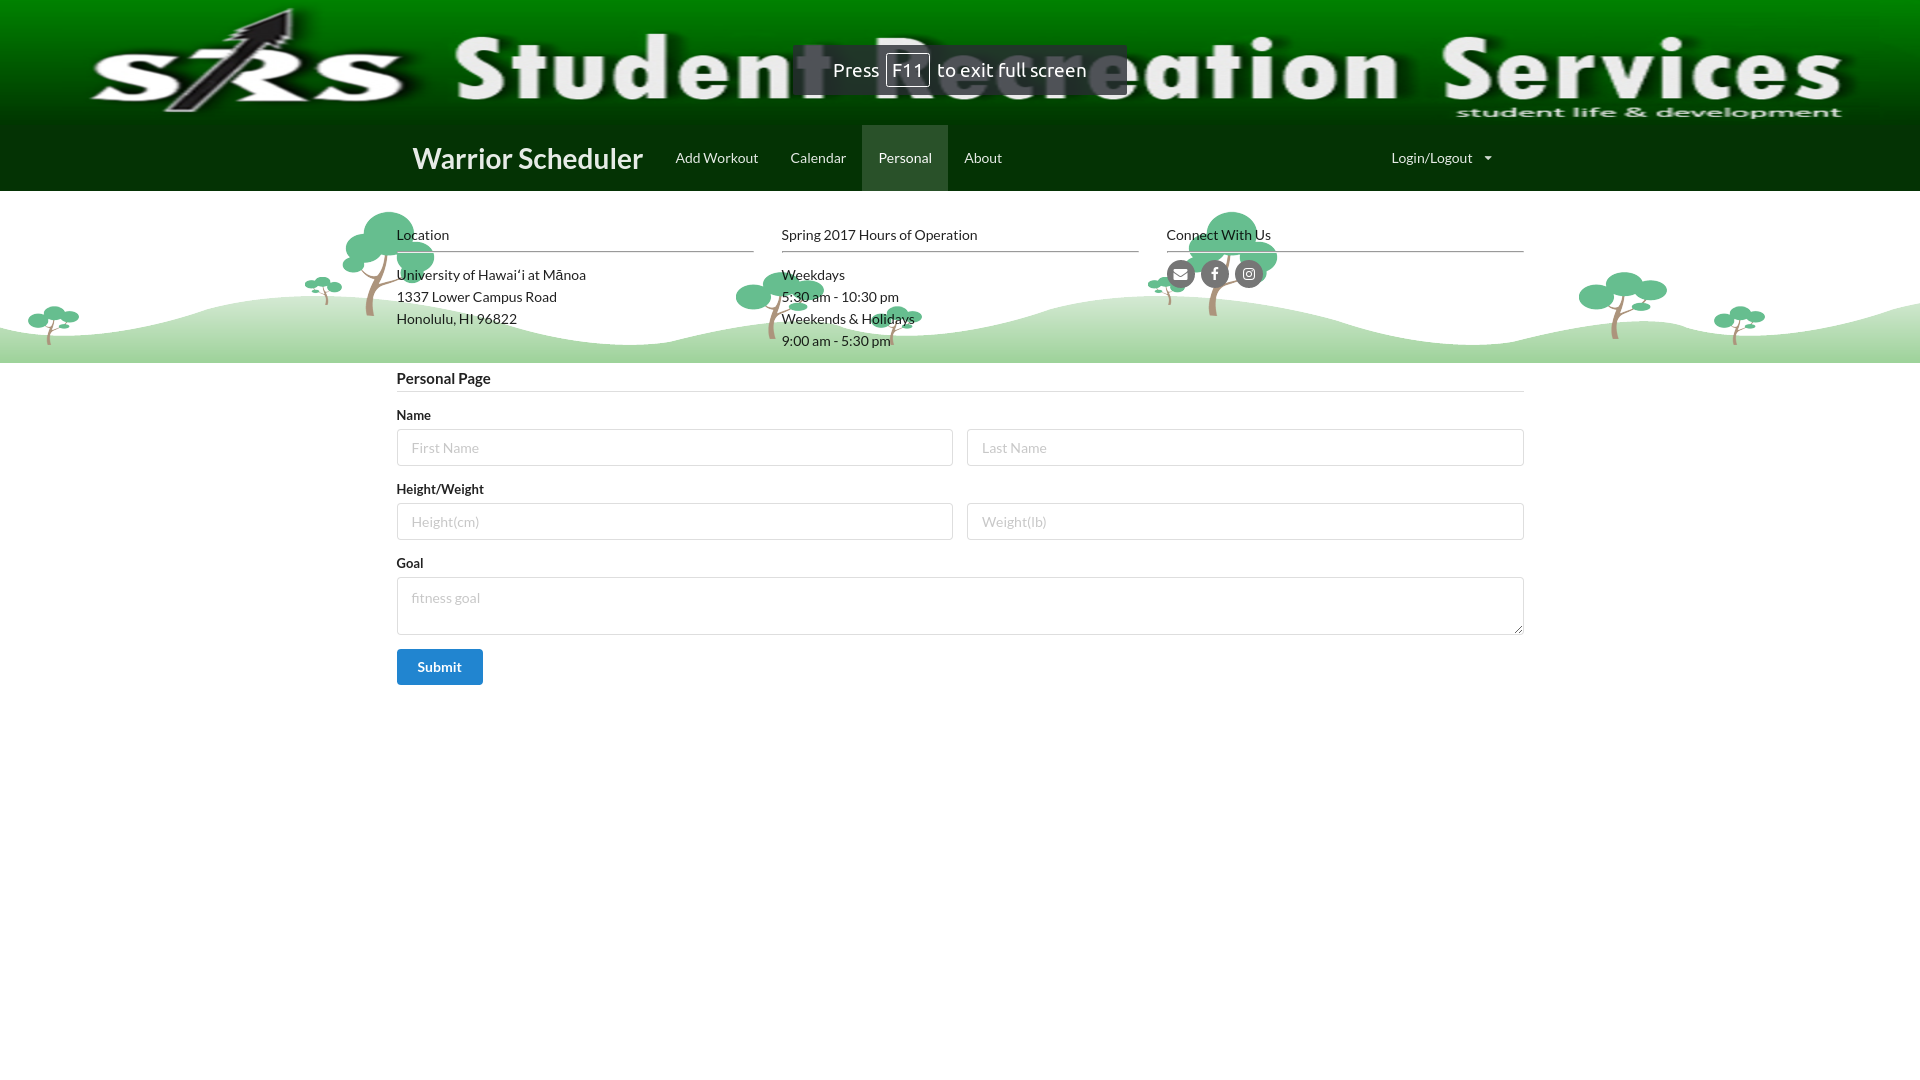 SRS Student Recreation Services
student life & development
Press F11 to exit full screen
Warrior Scheduler
Add Workout
Calendar
Personal
About
Login/Logout
Location
University of Hawaiʻi at Mānoa
1337 Lower Campus Road
Honolulu, HI 96822
Spring 2017 Hours of Operation
Weekdays
5:30 am - 10:30 pm
Weekends & Holidays
9:00 am - 5:30 pm
Connect With Us
Personal Page
Name
First Name
Last Name
Height/Weight
Height(cm)
Weight(lb)
Goal
fitness goal
Submit